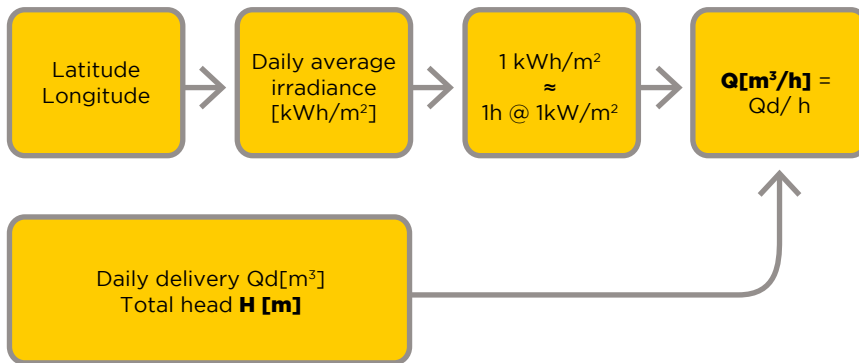 Latitude
Longitude
Daily average
irradiance
[kWh/m²]
1 kWh/m²
≈
1h @ 1kW/m²
Q[m³/h] =
Qd/ h
Daily delivery Qd[m³]
Total head H [m]